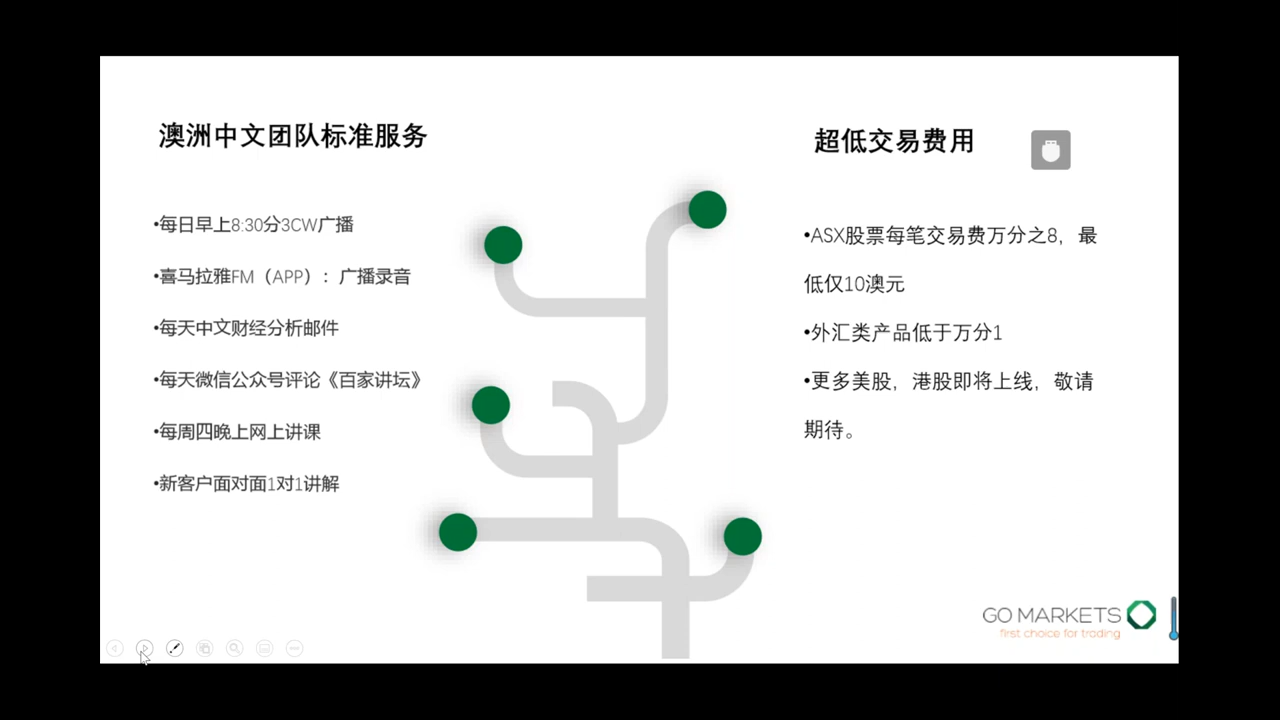 澳洲中文团队标准服务
•每日早上8:30分3CW广播
•喜马拉雅FM（APP）：广播录音
•每天中文财经分析邮件
•每天微信公众号评论《百家讲坛》
•每周四晚上网上讲课
•新客户面对面1对1讲解
超低交易费用
•ASX股票每笔交易费万分之8，最
低仅10澳元
•外汇类产品低于万分1
•更多美股，港股即将上线，敬请
期待。
GO MARKETS
first choice for trading